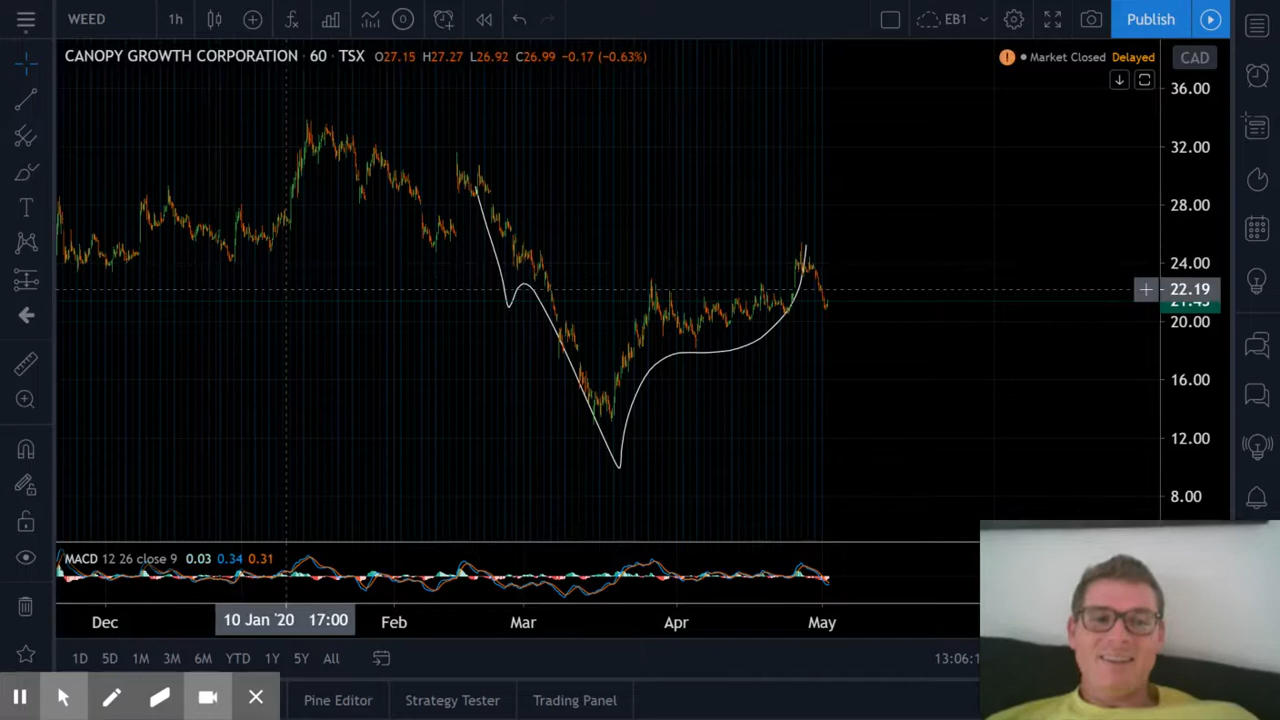 WEED 1h EB1 Publish
CANOPY GROWTH CORPORATION · 60 · TSX O27.15 H27.27 L26.92 C26.99 −0.17 (−0.63%)
! Market Closed Delayed CAD
36.00
32.00
28.00
24.00
22.19
21.43
20.00
16.00
12.00
8.00
MACD 12 26 close 9 0.03 0.34 0.31
Dec 10 Jan '20 17:00 Feb Mar Apr May
1D 5D 1M 3M 6M YTD 1Y 5Y All 13:06:1
Pine Editor Strategy Tester Trading Panel